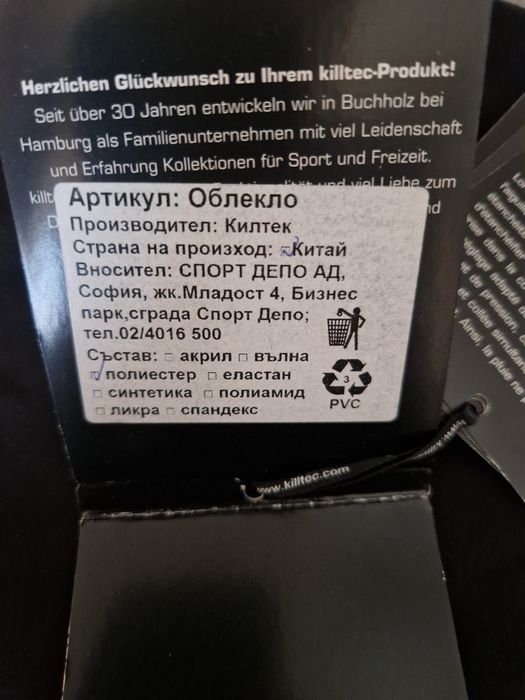 Herzlichen Glückwunsch zu Ihrem killtec-Produkt!
Seit über 30 Jahren entwickeln wir in Buchholz bei
Hamburg als Familienunternehmen mit viel Leidenschaft
und Erfahrung Kollektionen für Sport und Freizeit.
viel Liebe zum
Артикул: Облекло
Производител: Килтек
Страна на произход: Китай
Вносител: СПОРТ ДЕПО АД,
София, жк.Младост 4, Бизнес
парк,сграда Спорт Депо;
тел.02/4016 500
Състав: □ акрил □ вълна
☑ полиестер □ еластан
□ синтетика □ полиамид
□ ликра □ спандекс
3
PVC
www.killtec.com